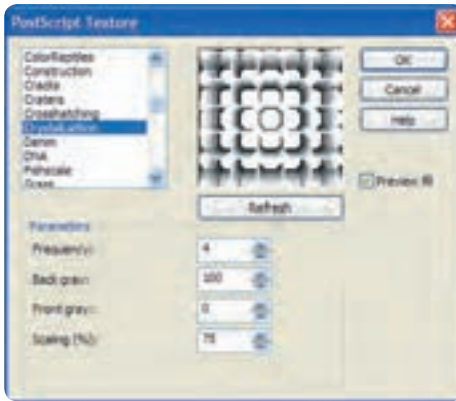 PostScript Texture
ColorReptiles
Construction
Cracks
Craters
Crosshatching
CrystalLattice
Denim
DNA
Fishscale
Grass
OK
Cancel
Help
Preview fill
Refresh
Parameters
Frequency: 4
Back gray: 100
Front gray: 0
Scaling (%): 75